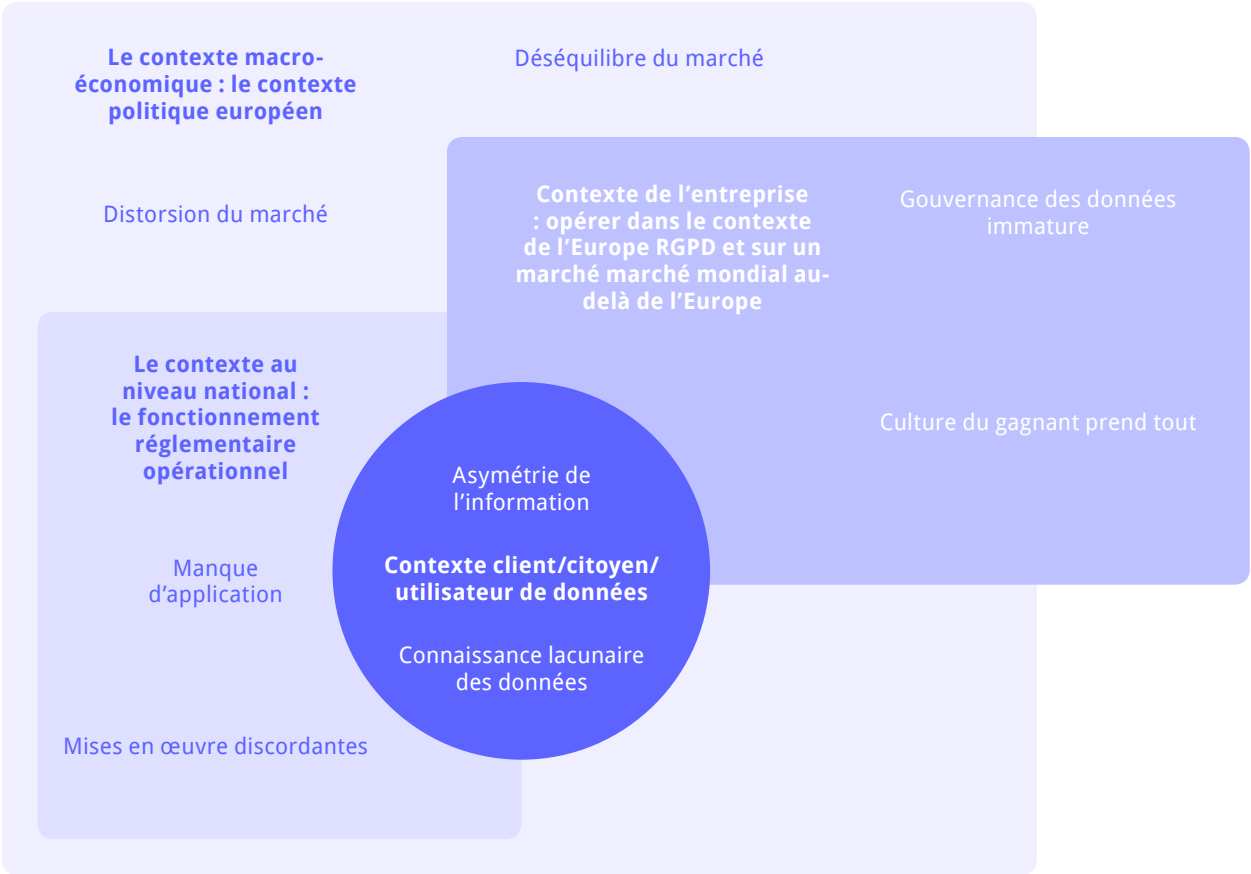 Le contexte macro-
économique : le contexte
politique européen
Déséquilibre du marché
Distorsion du marché
Contexte de l’entreprise
: opérer dans le contexte
de l’Europe RGPD et sur un
marché marché mondial au-
delà de l’Europe
Gouvernance des données
immature
Culture du gagnant prend tout
Le contexte au
niveau national :
le fonctionnement
réglementaire
opérationnel
Manque
d’application
Mises en œuvre discordantes
Asymétrie de
l’information
Contexte client/citoyen/
utilisateur de données
Connaissance lacunaire
des données